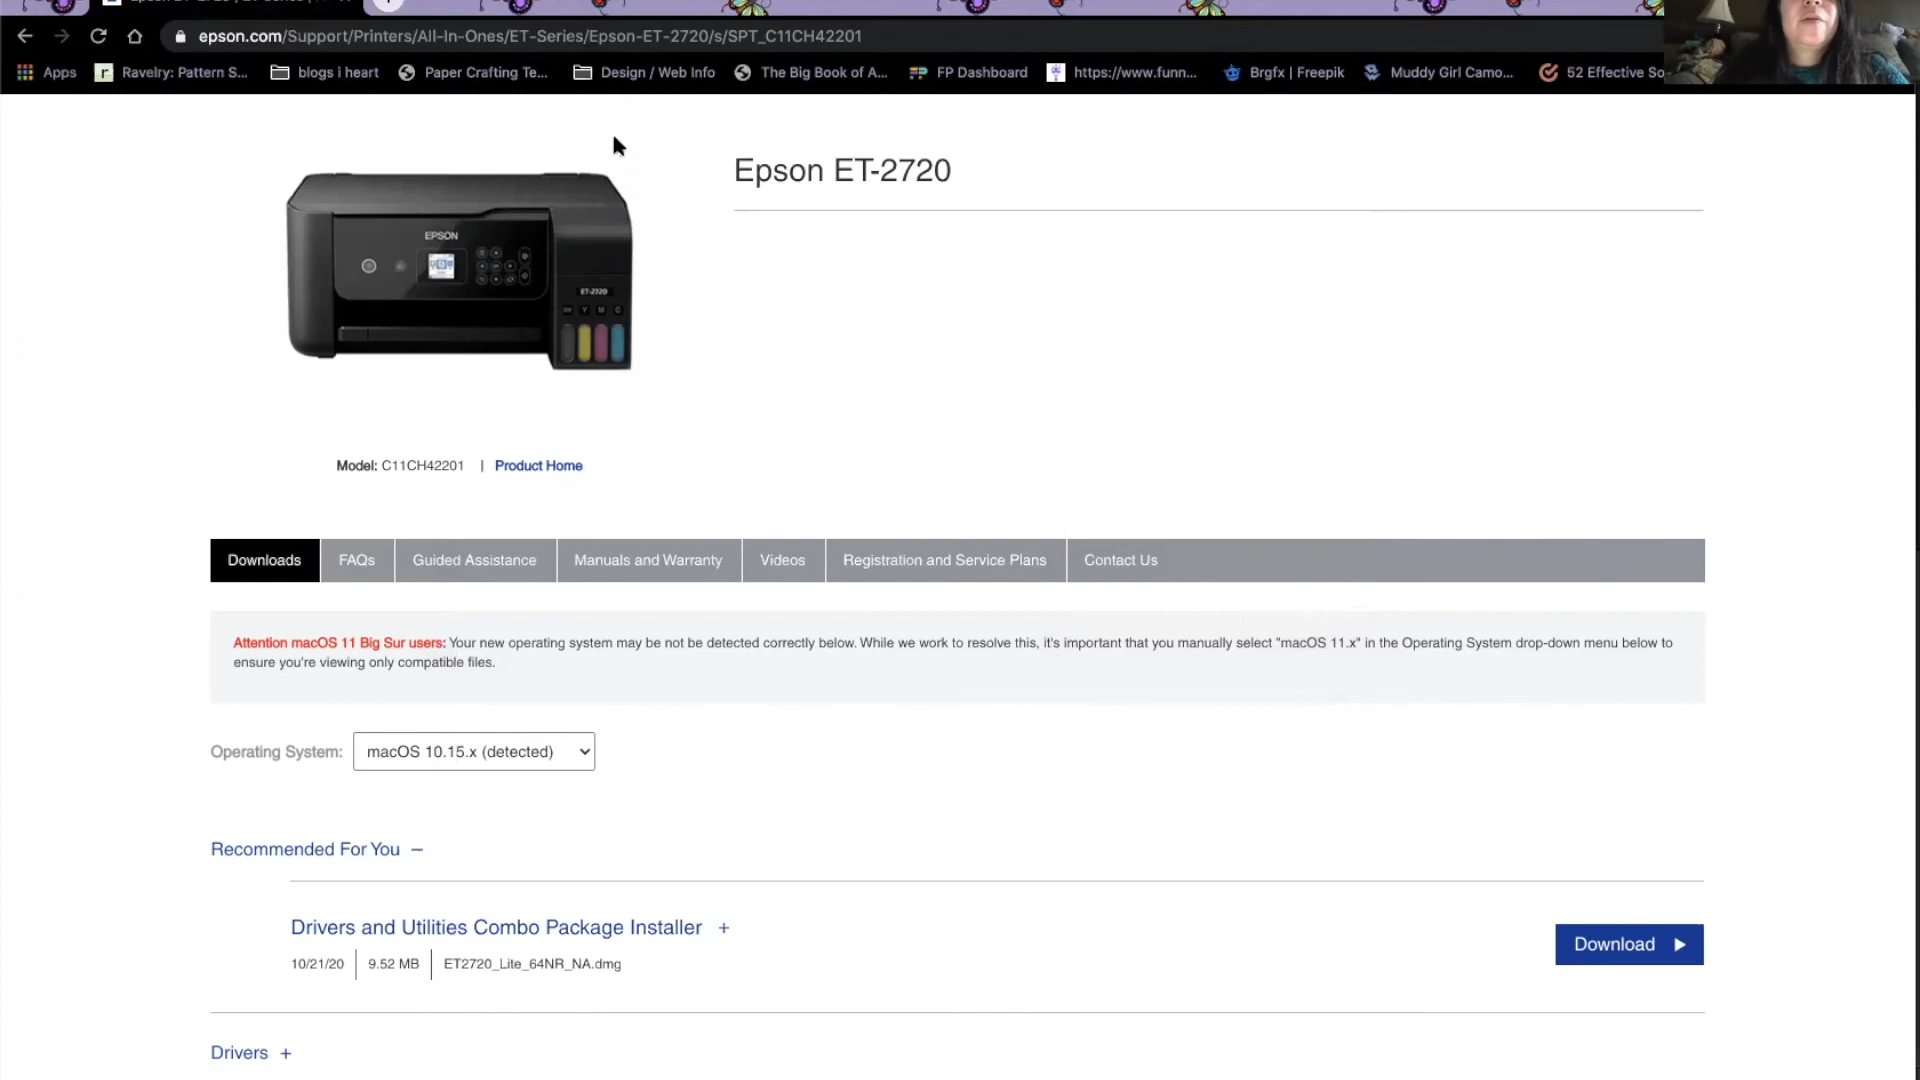 epson.com/Support/Printers/All-In-Ones/ET-Series/Epson-ET-2720/s/SPT_C11CH42201
Apps
Ravelry: Pattern S...
blogs i heart
Paper Crafting Te...
Design / Web Info
The Big Book of A...
FP Dashboard
https://www.funn...
Brgfx | Freepik
Muddy Girl Camo...
52 Effective So
Epson ET-2720
EPSON
ET-2720
Model: C11CH42201 | Product Home
Downloads
FAQs
Guided Assistance
Manuals and Warranty
Videos
Registration and Service Plans
Contact Us
Attention macOS 11 Big Sur users: Your new operating system may be not be detected correctly below. While we work to resolve this, it's important that you manually select "macOS 11.x" in the Operating System drop-down menu below to
ensure you're viewing only compatible files.
Operating System: macOS 10.15.x (detected)
Recommended For You −
Drivers and Utilities Combo Package Installer +
10/21/20 | 9.52 MB | ET2720_Lite_64NR_NA.dmg
Download
Drivers +